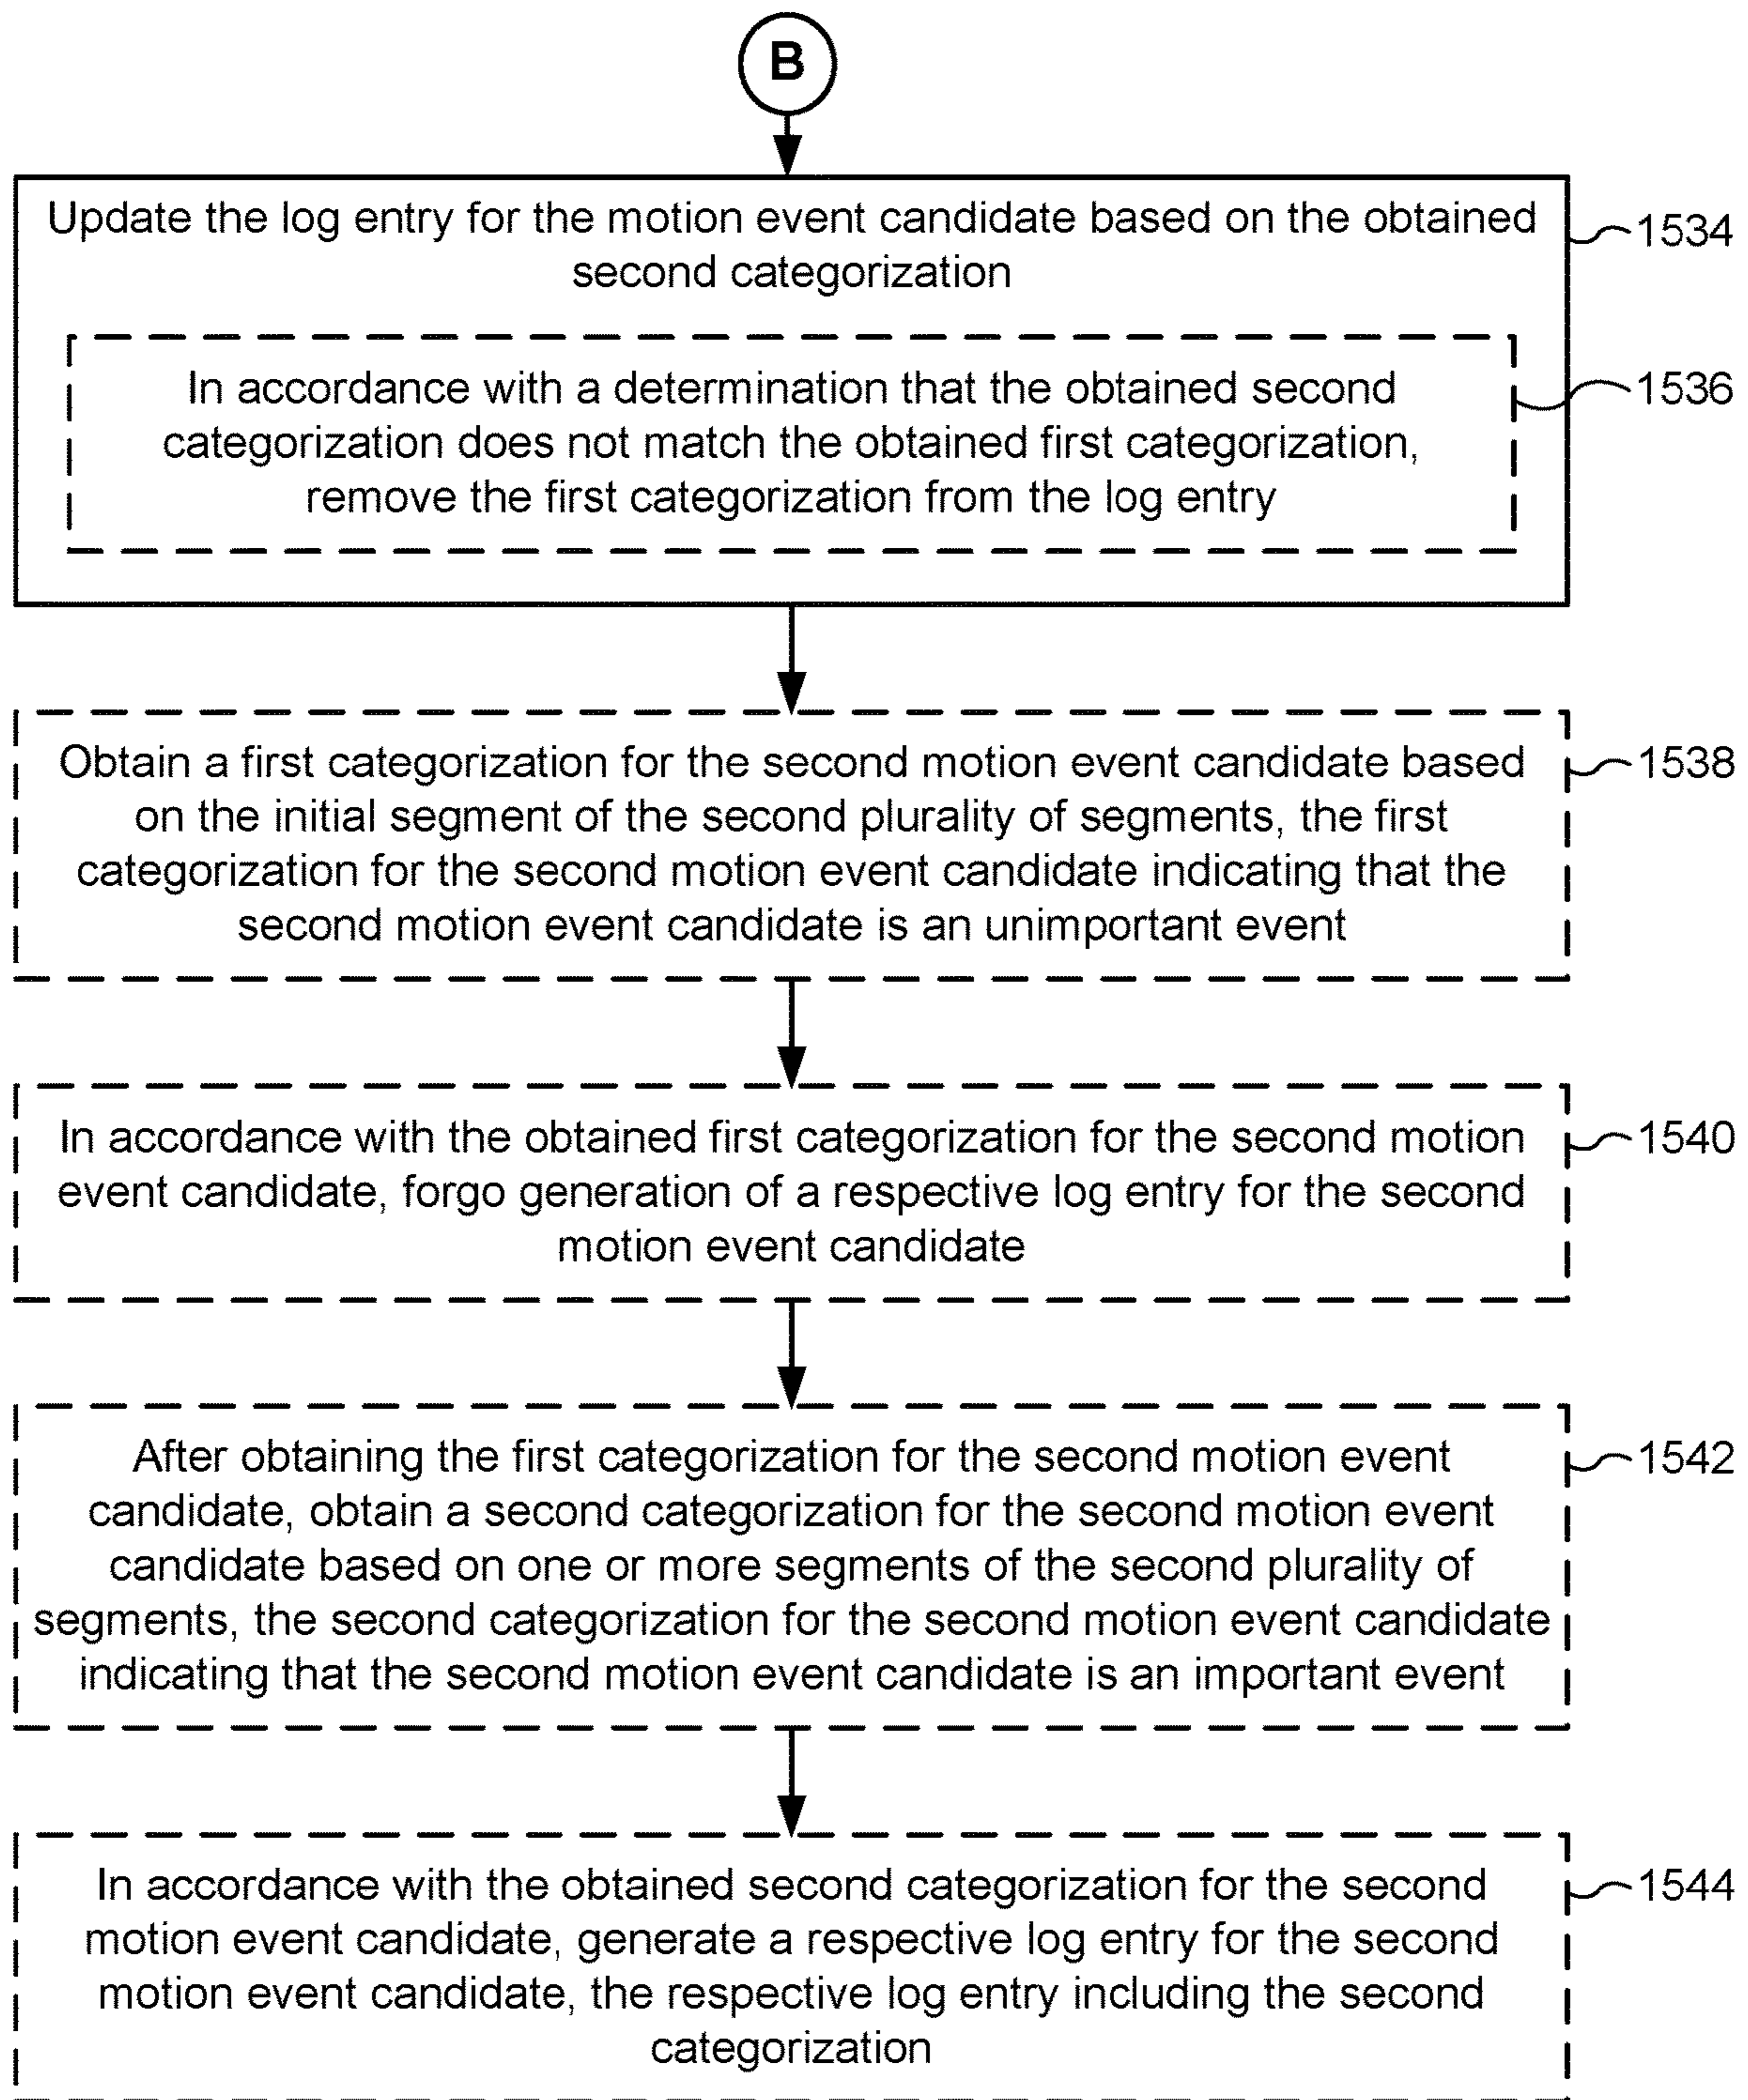 B
Update the log entry for the motion event candidate based on the obtained
second categorization
1534
In accordance with a determination that the obtained second
categorization does not match the obtained first categorization,
remove the first categorization from the log entry
1536
Obtain a first categorization for the second motion event candidate based
on the initial segment of the second plurality of segments, the first
categorization for the second motion event candidate indicating that the
second motion event candidate is an unimportant event
1538
In accordance with the obtained first categorization for the second motion
event candidate, forgo generation of a respective log entry for the second
motion event candidate
1540
After obtaining the first categorization for the second motion event
candidate, obtain a second categorization for the second motion event
candidate based on one or more segments of the second plurality of
segments, the second categorization for the second motion event candidate
indicating that the second motion event candidate is an important event
1542
In accordance with the obtained second categorization for the second
motion event candidate, generate a respective log entry for the second
motion event candidate, the respective log entry including the second
categorization
1544